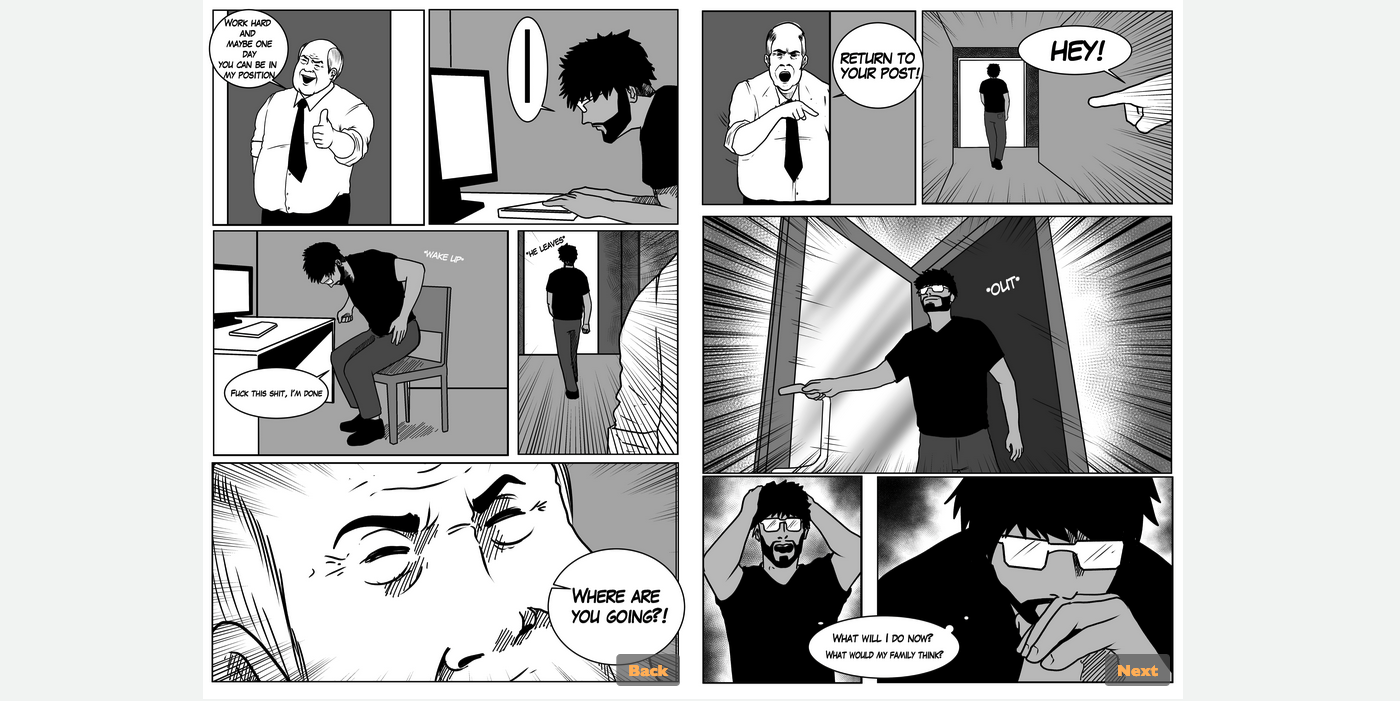 WORK HARD
AND
MAYBE ONE
DAY
YOU CAN BE IN
MY POSITION
"WAKE UP"
FUCK THIS SHIT, I'M DONE
"HE LEAVES"
WHERE ARE
YOU GOING?!
Back
RETURN TO
YOUR POST!
HEY!
"OUT"
WHAT WILL I DO NOW?
WHAT WOULD MY FAMILY THINK?
Next